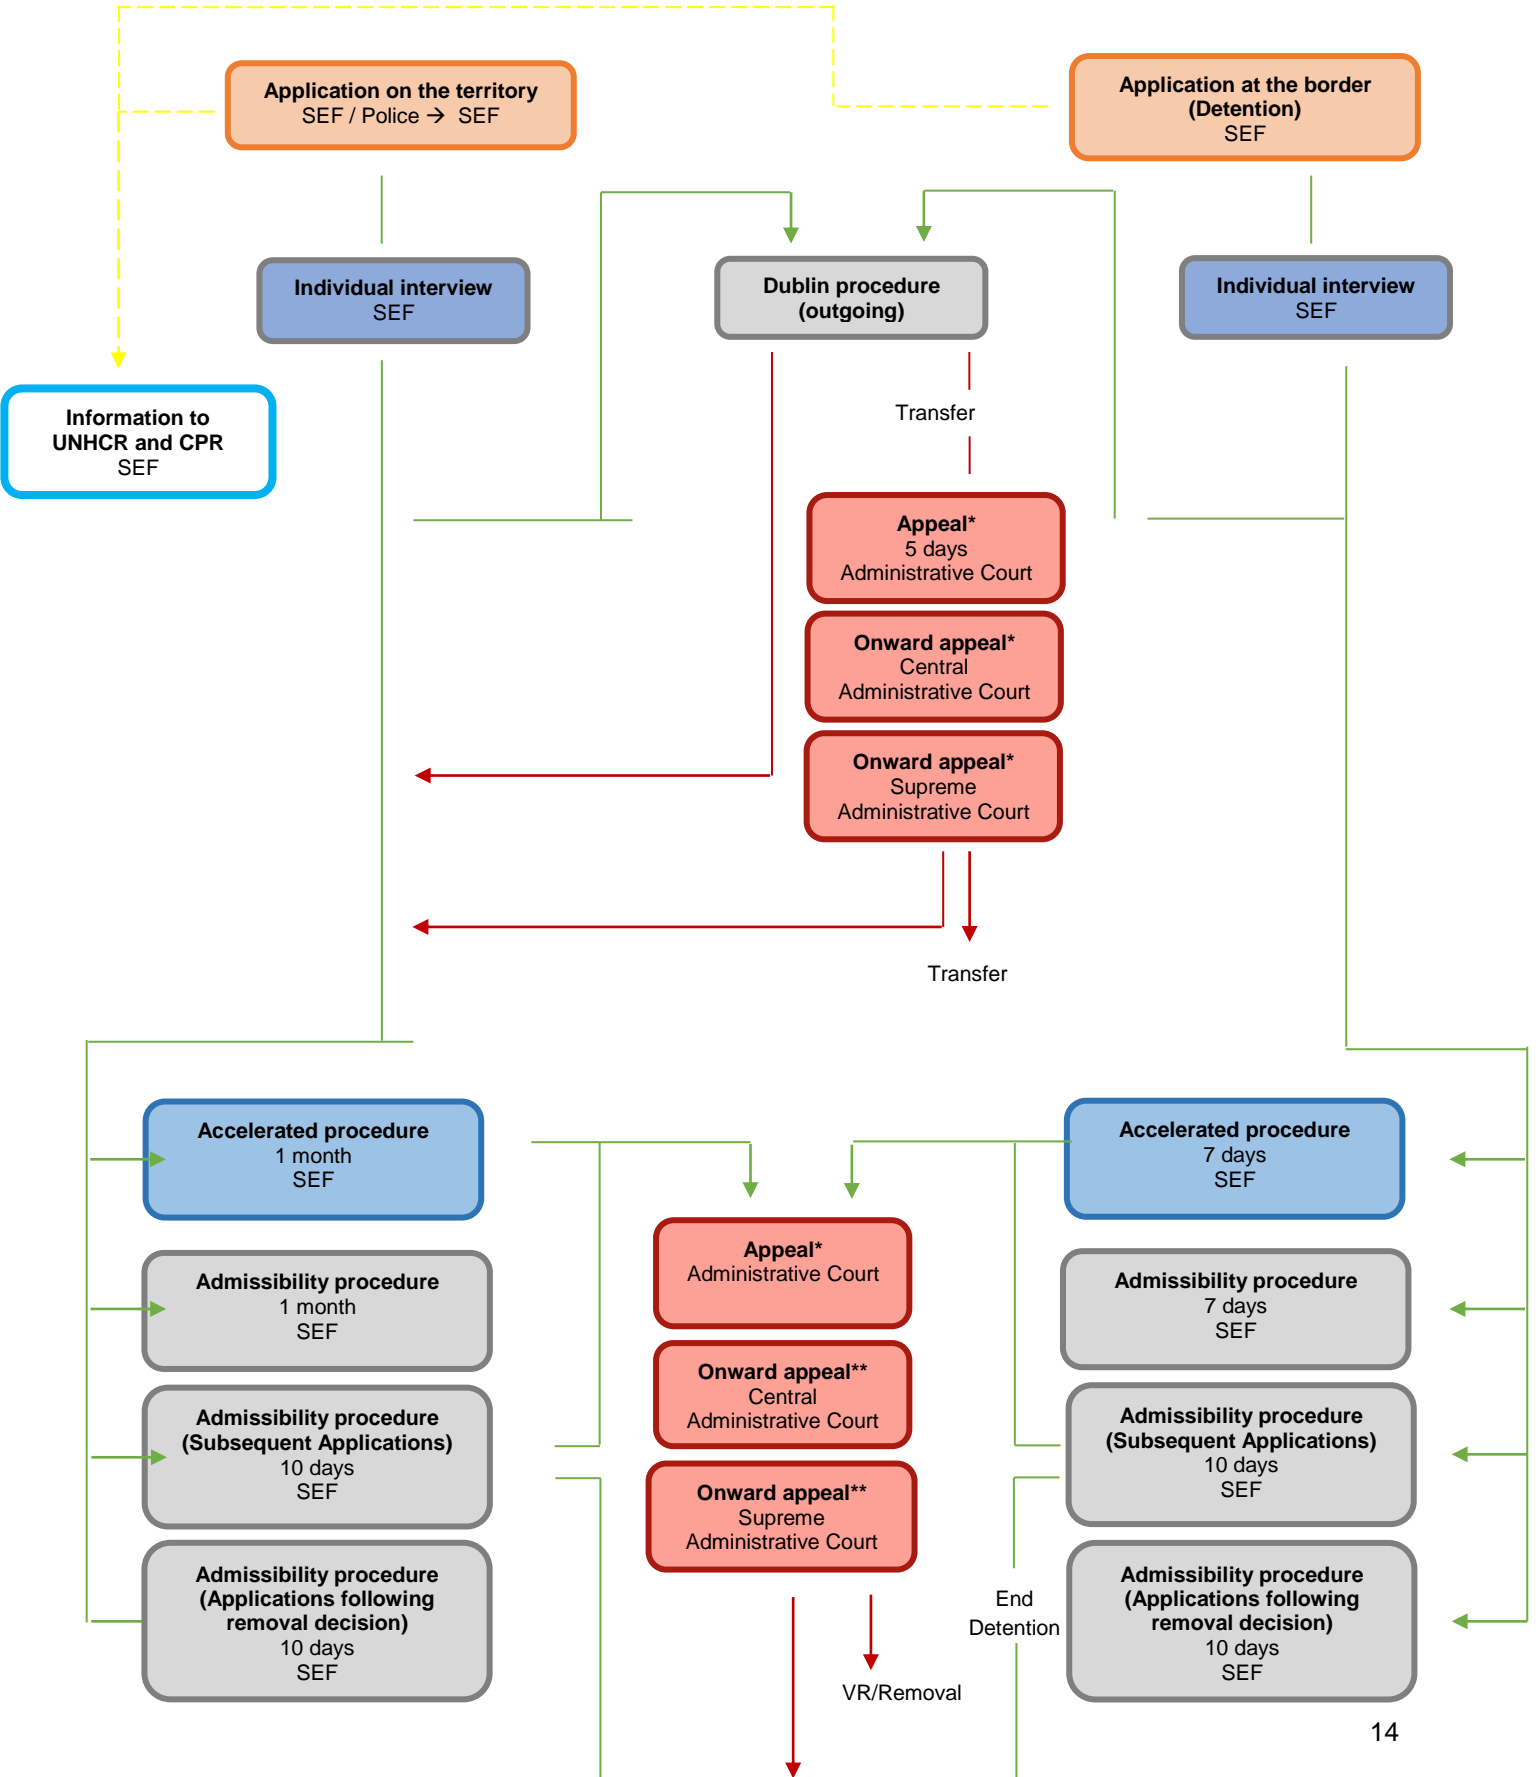 Application on the territory
SEF / Police → SEF
Application at the border
(Detention)
SEF
Individual interview
SEF
Dublin procedure
(outgoing)
Individual interview
SEF
Information to
UNHCR and CPR
SEF
Transfer
Appeal*
5 days
Administrative Court
Onward appeal*
Central
Administrative Court
Onward appeal*
Supreme
Administrative Court
Transfer
Accelerated procedure
1 month
SEF
Accelerated procedure
7 days
SEF
Appeal*
Administrative Court
Admissibility procedure
1 month
SEF
Admissibility procedure
7 days
SEF
Onward appeal**
Central
Administrative Court
Admissibility procedure
(Subsequent Applications)
10 days
SEF
Admissibility procedure
(Subsequent Applications)
10 days
SEF
Onward appeal**
Supreme
Administrative Court
Admissibility procedure
(Applications following
removal decision)
10 days
SEF
End
Detention
Admissibility procedure
(Applications following
removal decision)
10 days
SEF
VR/Removal
14